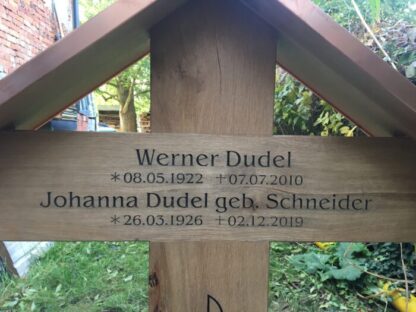 Werner Dudel
*08.05.1922 +07.07.2010
Johanna Dudel geb. Schneider
*26.03.1926 +02.12.2019